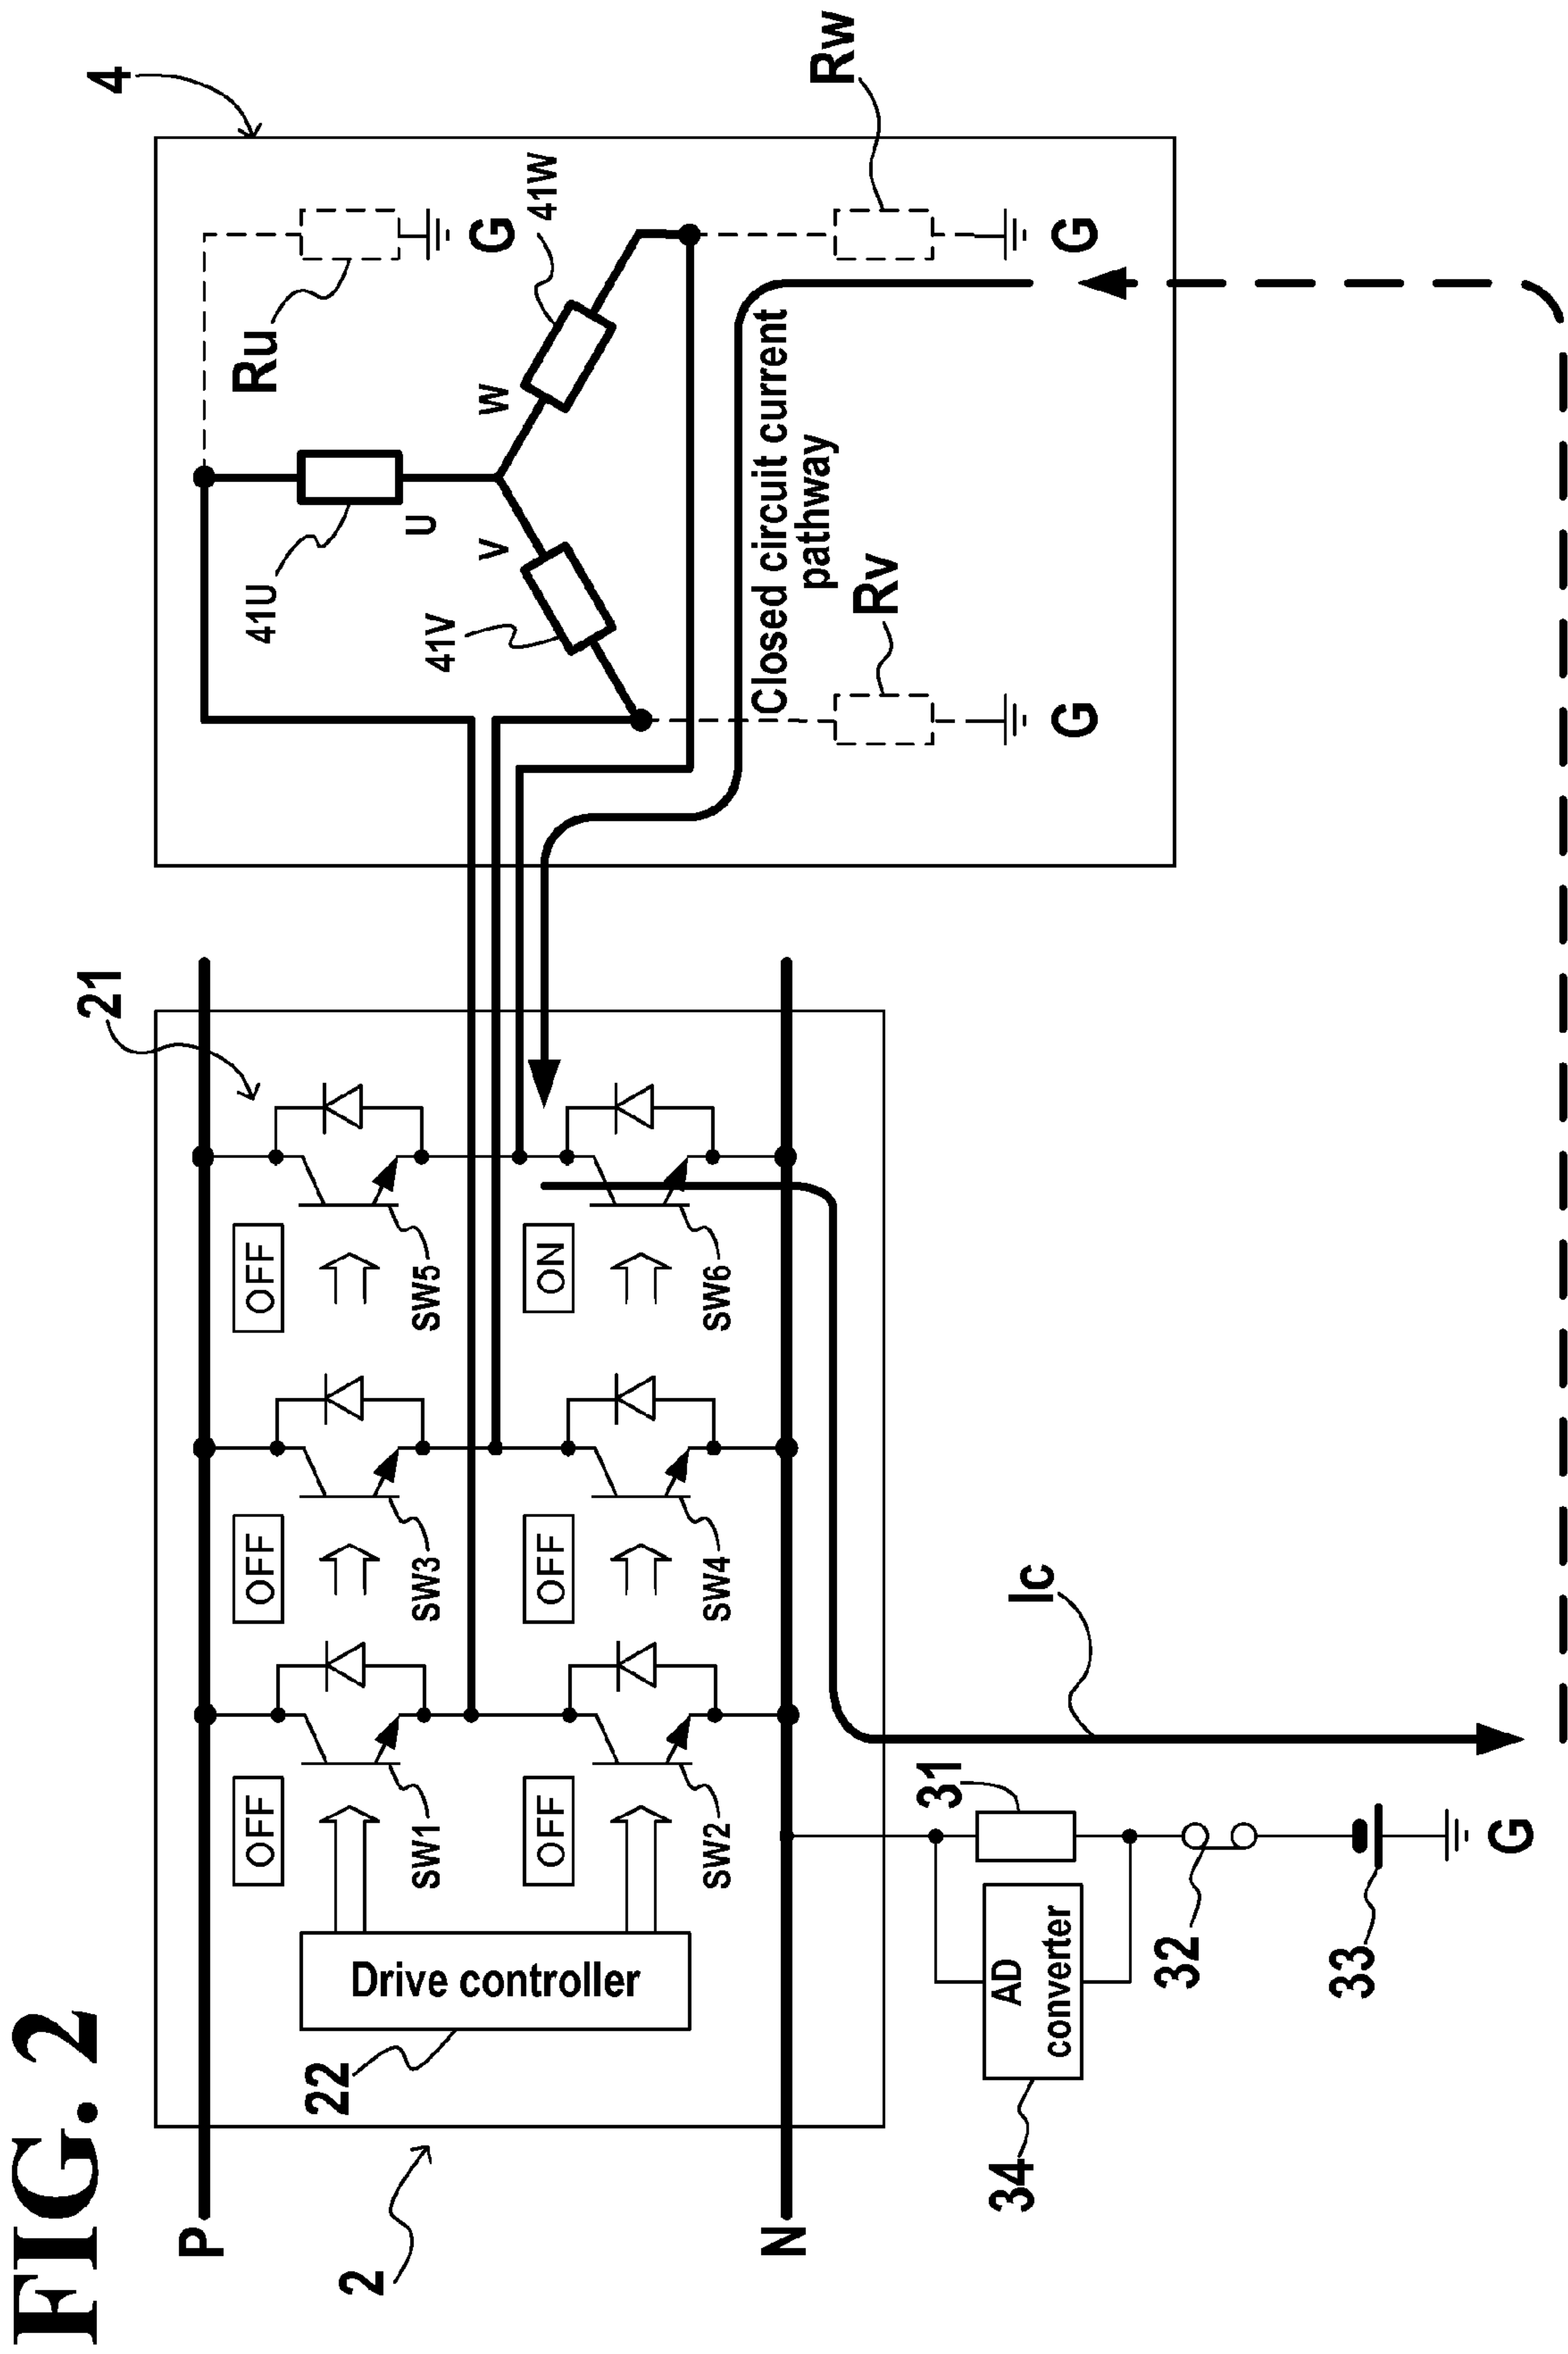 FIG. 2
2
P
N
22
Drive controller
21
OFF
SW1
OFF
SW3
OFF
SW5
OFF
SW2
OFF
SW4
ON
SW6
34
AD
converter
31
32
33
G
Ic
4
41U
U
Ru
G
41V
V
W
41W
Closed circuit current
pathway
Rv
G
Rw
G